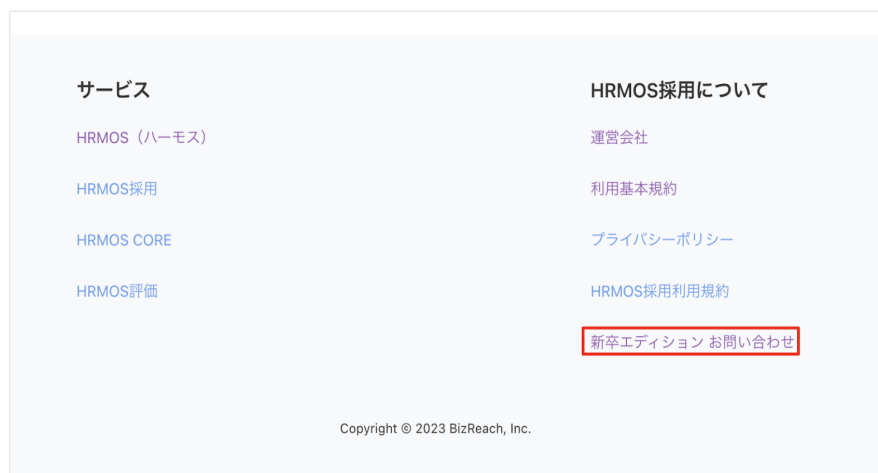 サービス
HRMOS（ハーモス）
HRMOS採用
HRMOS CORE
HRMOS評価
HRMOS採用について
運営会社
利用基本規約
プライバシーポリシー
HRMOS採用利用規約
新卒エディション お問い合わせ
Copyright © 2023 BizReach, Inc.